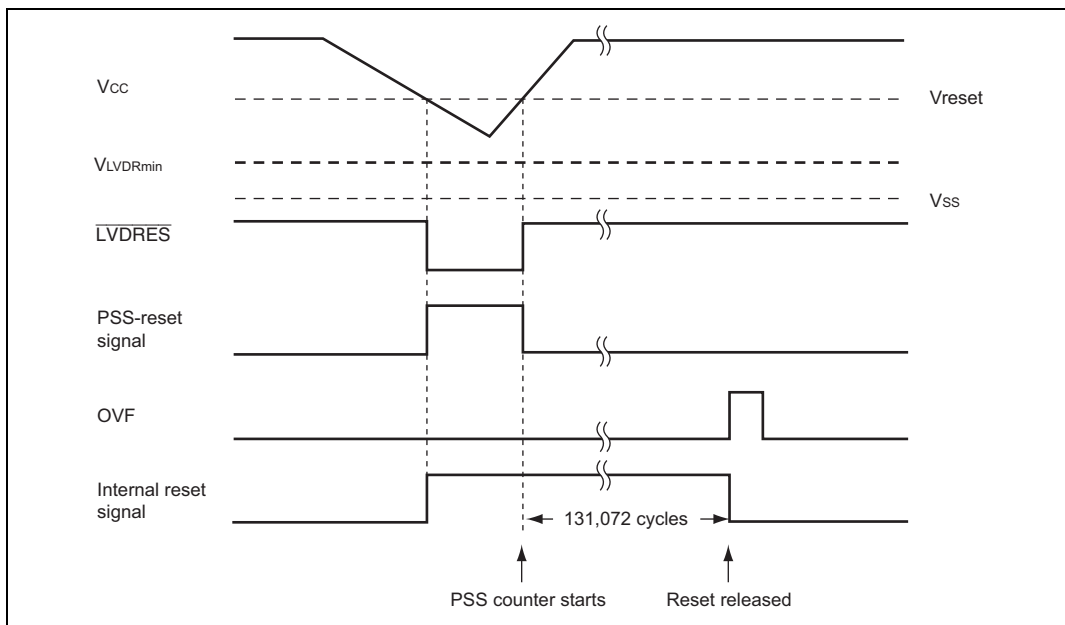 VCC
Vreset
VLVDRmin
VSS
LVDRES
PSS-reset
signal
OVF
Internal reset
signal
131,072 cycles
PSS counter starts
Reset released